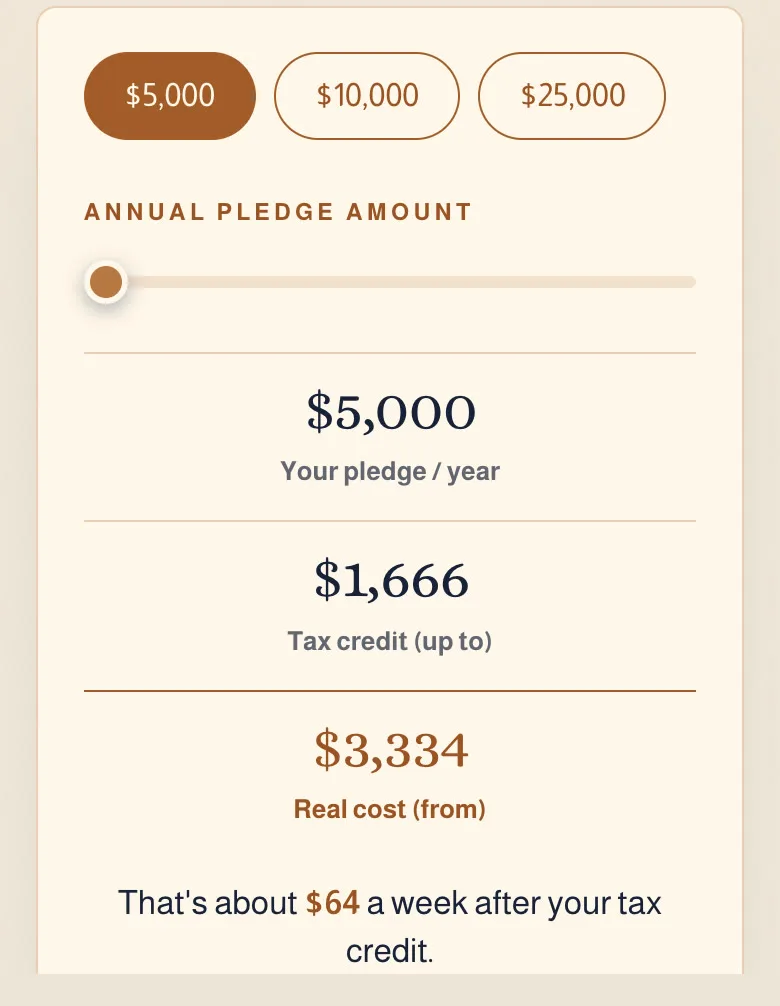 $5,000
$10,000
$25,000
ANNUAL PLEDGE AMOUNT
$5,000
Your pledge / year
$1,666
Tax credit (up to)
$3,334
Real cost (from)
That's about $64 a week after your tax
credit.